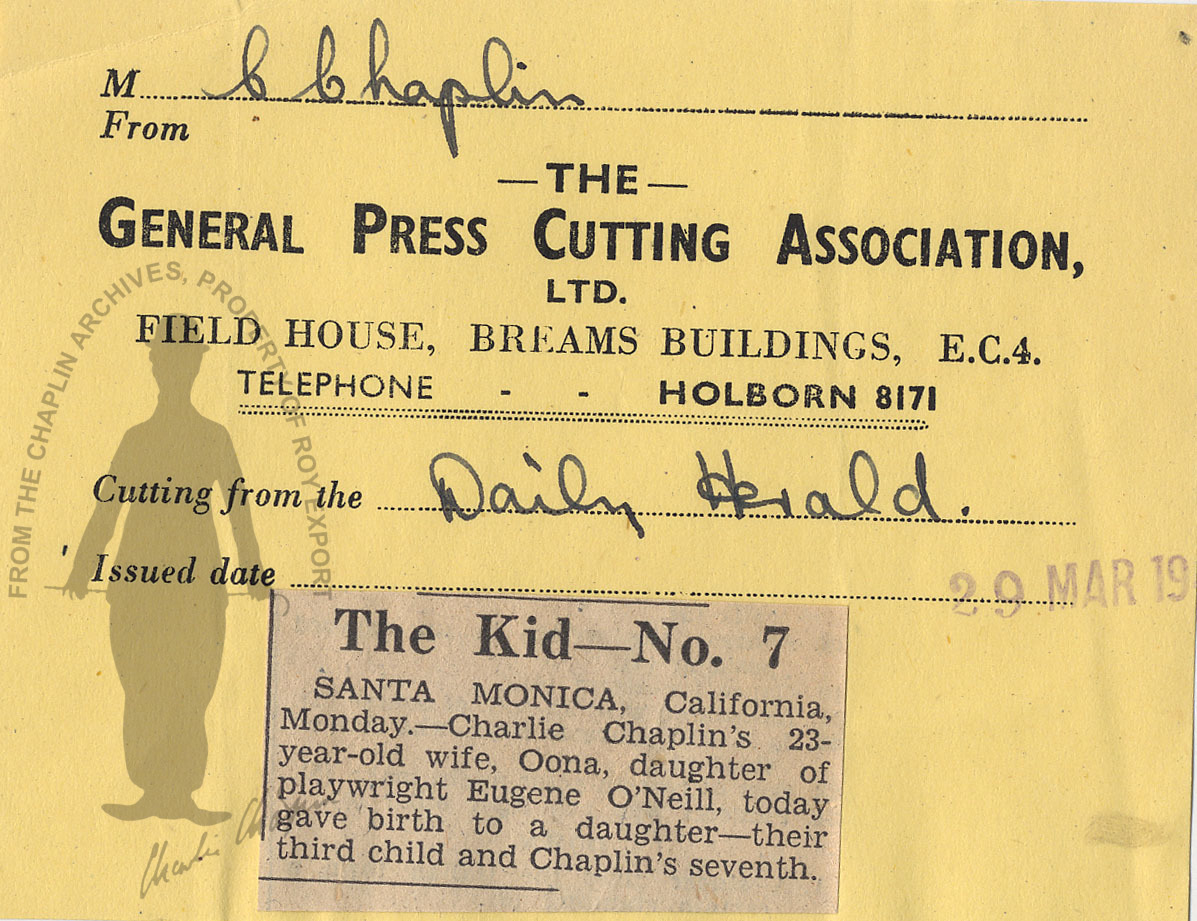 M C Chaplin
From
—THE—
GENERAL PRESS CUTTING ASSOCIATION,
LTD.
FIELD HOUSE, BREAMS BUILDINGS, E.C.4.
TELEPHONE - - HOLBORN 8171
Cutting from the Daily Herald.
Issued date
29 MAR 19
The Kid—No. 7
SANTA MONICA, California,
Monday.—Charlie Chaplin's 23-
year-old wife, Oona, daughter of
playwright Eugene O'Neill, today
gave birth to a daughter—their
third child and Chaplin's seventh.
FROM THE CHAPLIN ARCHIVES, PROPERTY OF ROY EXPORT
Charlie Chaplin